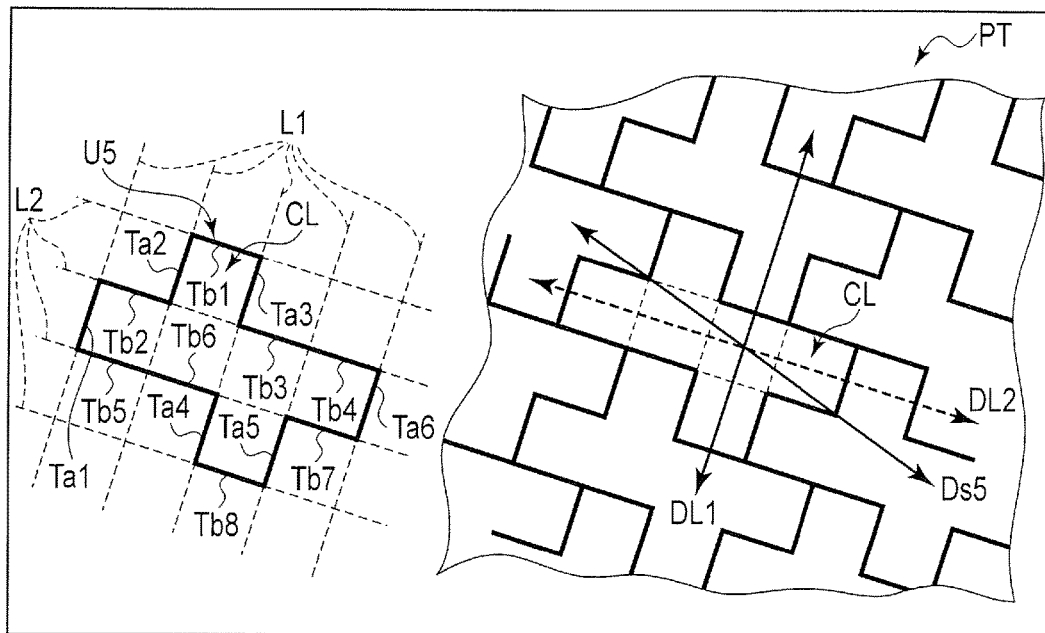 PT
L1
U5
L2
CL
Ta2
Tb1
Ta3
Tb2
Tb6
CL
Tb3
Tb4
Tb5
Ta4
Ta5
Ta6
DL2
Ta1
Tb7
Tb8
DL1
Ds5